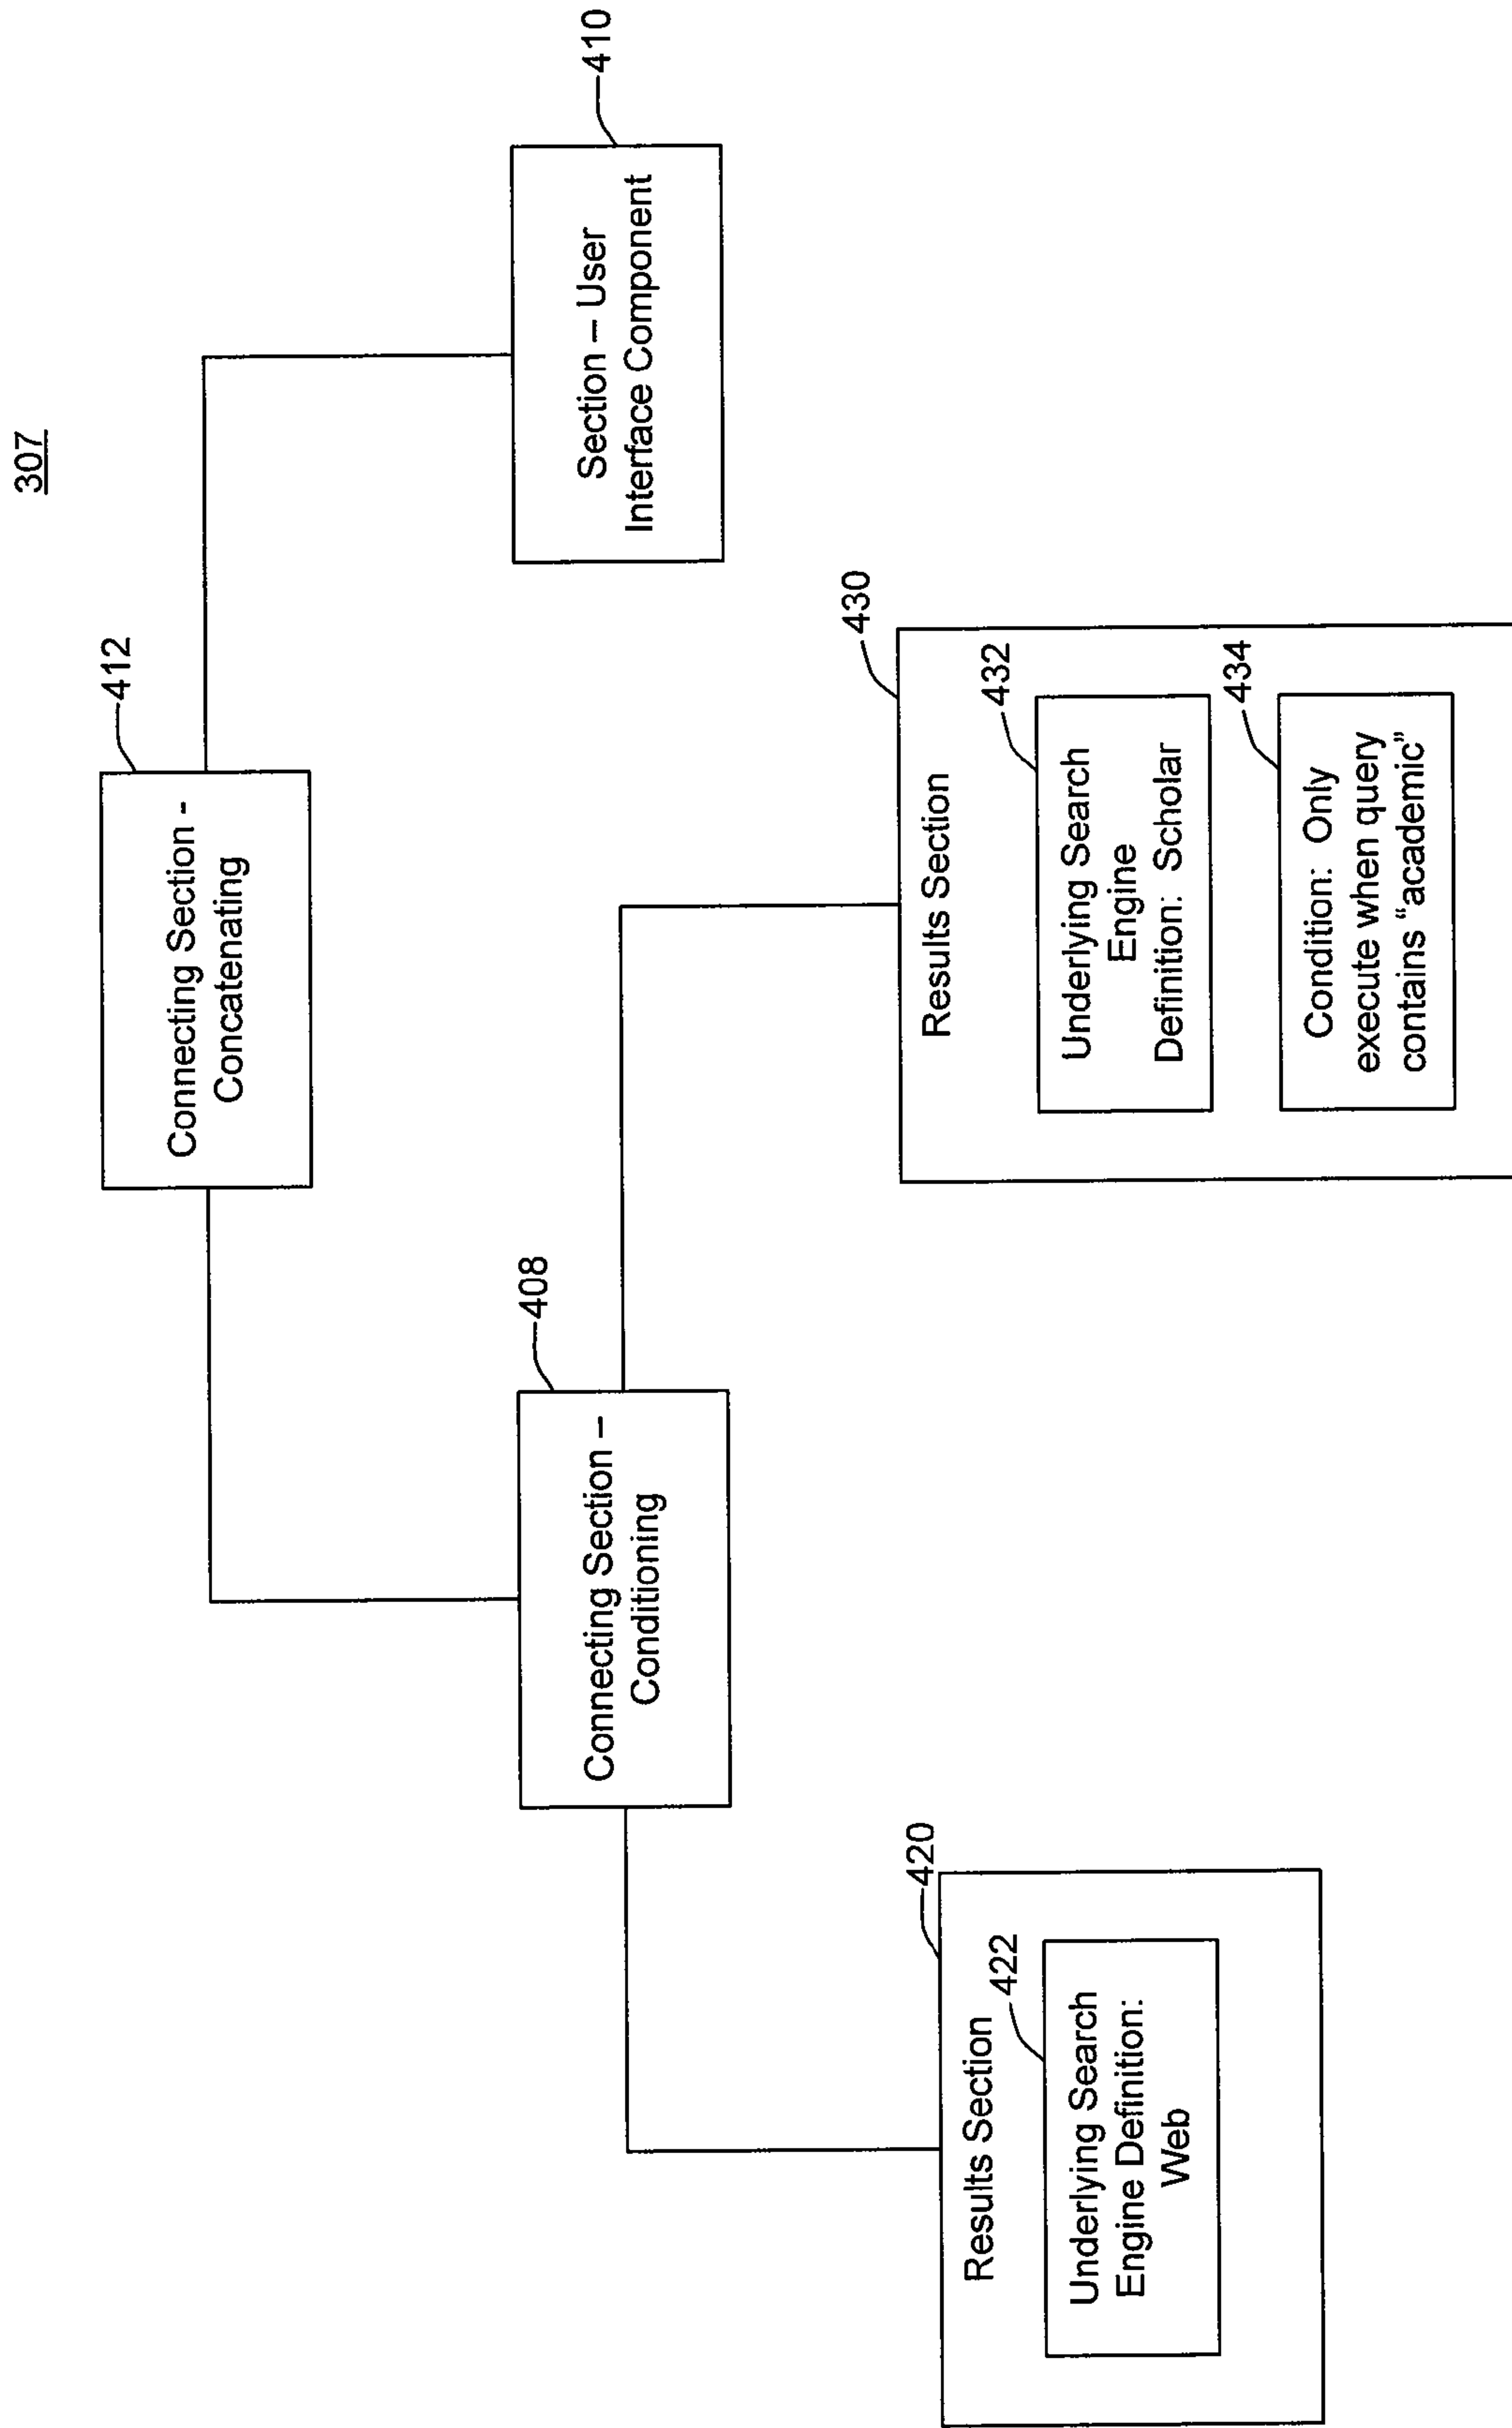 307
412
Connecting Section -
Concatenating
408
Connecting Section –
Conditioning
410
Section – User
Interface Component
420
Results Section
422
Underlying Search
Engine Definition:
Web
430
Results Section
432
Underlying Search
Engine
Definition: Scholar
434
Condition: Only
execute when query
contains “academic”